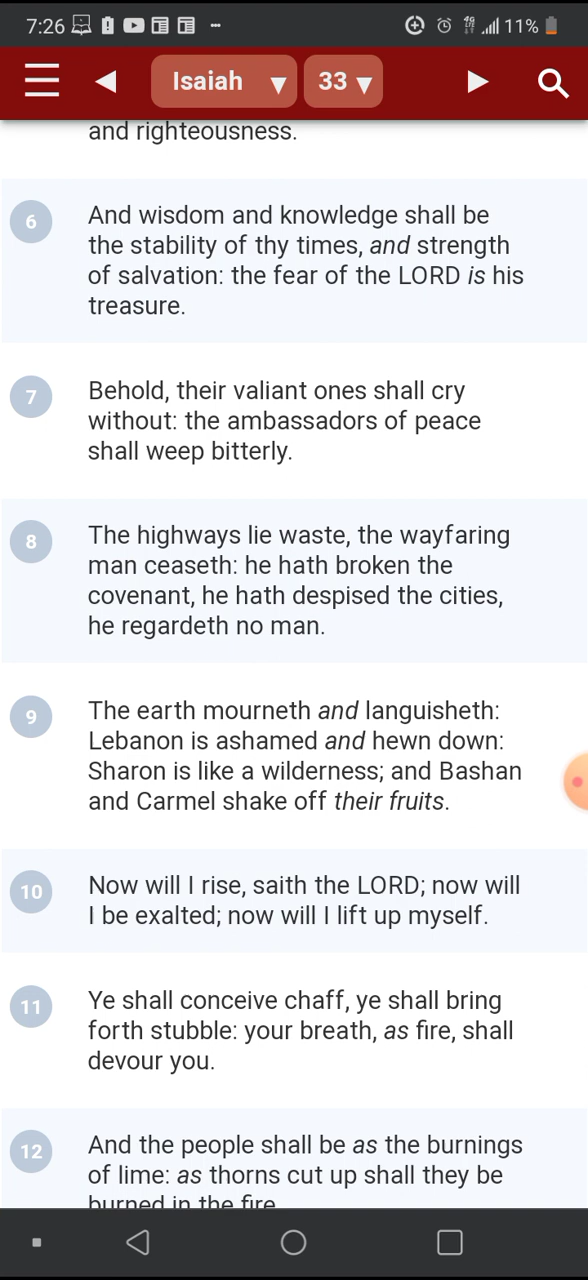 7:26
4G
11%
Isaiah
33
and righteousness.
6
And wisdom and knowledge shall be
the stability of thy times, and strength
of salvation: the fear of the LORD is his
treasure.
7
Behold, their valiant ones shall cry
without: the ambassadors of peace
shall weep bitterly.
8
The highways lie waste, the wayfaring
man ceaseth: he hath broken the
covenant, he hath despised the cities,
he regardeth no man.
9
The earth mourneth and languisheth:
Lebanon is ashamed and hewn down:
Sharon is like a wilderness; and Bashan
and Carmel shake off their fruits.
10
Now will I rise, saith the LORD; now will
I be exalted; now will I lift up myself.
11
Ye shall conceive chaff, ye shall bring
forth stubble: your breath, as fire, shall
devour you.
12
And the people shall be as the burnings
of lime: as thorns cut up shall they be
burned in the fire